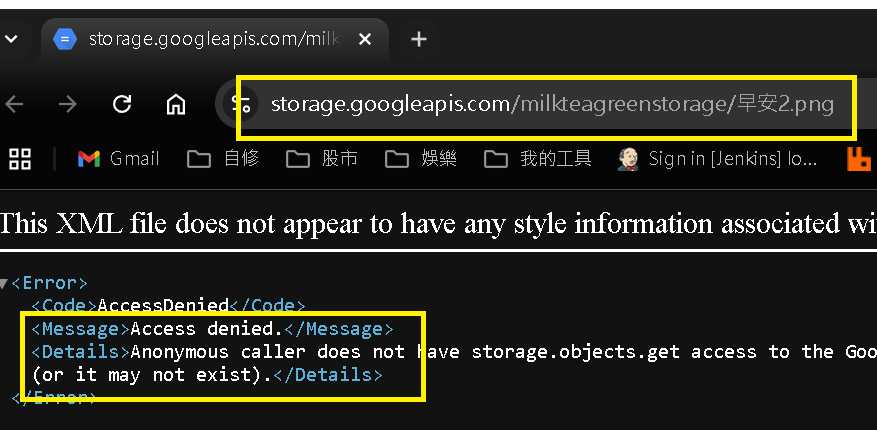 storage.googleapis.com/milk
storage.googleapis.com/milkteagreenstorage/早安2.png
Gmail 自修 股市 娛樂 我的工具 Sign in [Jenkins] lo...
This XML file does not appear to have any style information associated wi
<Error>
<Code>AccessDenied</Code>
<Message>Access denied.</Message>
<Details>Anonymous caller does not have storage.objects.get access to the Goo
(or it may not exist).</Details>
</Error>